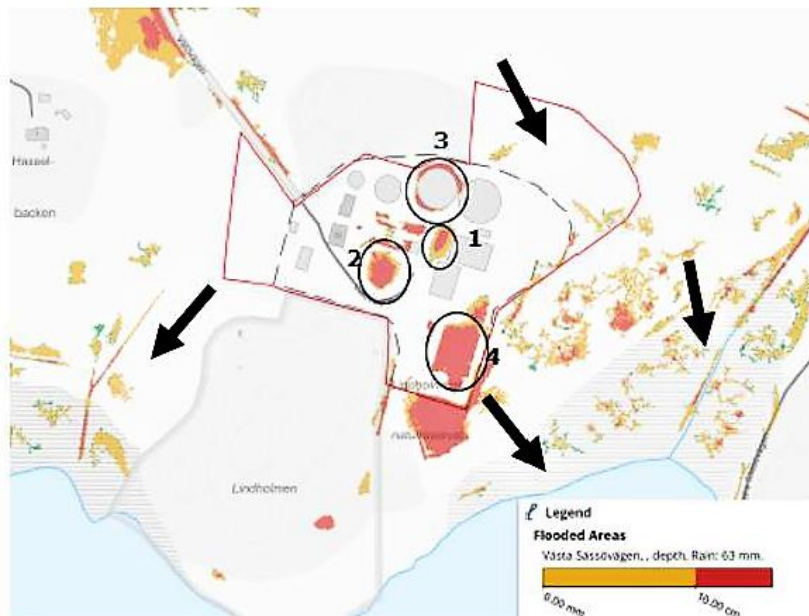 3
Hassel-
backen
1
2
4
Lindholmen
Legend
Flooded Areas
Västa Sässövägen, , depth. Rain: 63 mm.
0.00 mm
10.00 cm